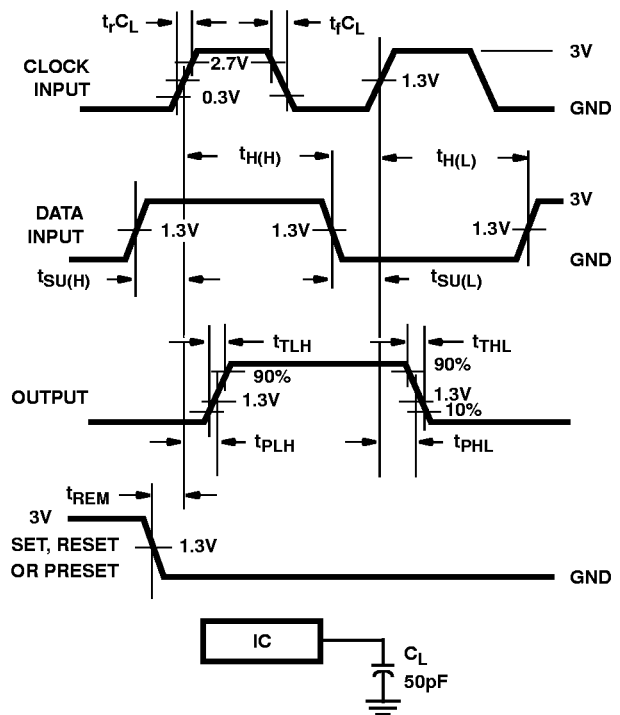 trCL
tfCL
CLOCK
INPUT
2.7V
0.3V
1.3V
3V
GND
tH(H)
tH(L)
DATA
INPUT
1.3V
1.3V
1.3V
3V
GND
tSU(H)
tSU(L)
tTLH
tTHL
OUTPUT
90%
1.3V
90%
1.3V
10%
tPLH
tPHL
tREM
3V
SET, RESET
OR PRESET
1.3V
GND
IC
CL
50pF